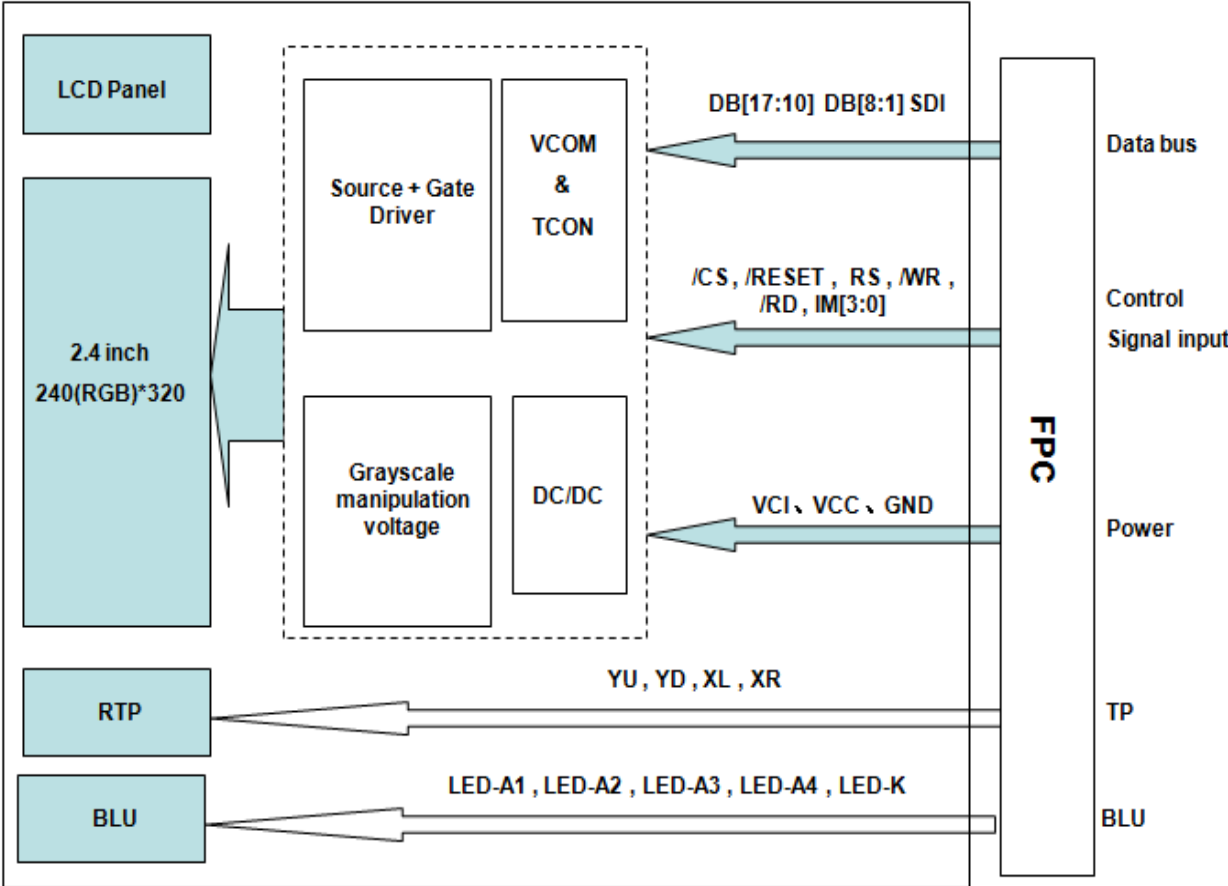 LCD Panel
2.4 inch
240(RGB)*320
RTP
BLU
Source + Gate
Driver
VCOM
&
TCON
Grayscale
manipulation
voltage
DC/DC
DB[17:10] DB[8:1] SDI
/CS , /RESET , RS , /WR ,
/RD , IM[3:0]
VCI、VCC、GND
YU , YD , XL , XR
LED-A1 , LED-A2 , LED-A3 , LED-A4 , LED-K
FPC
Data bus
Control
Signal input
Power
TP
BLU